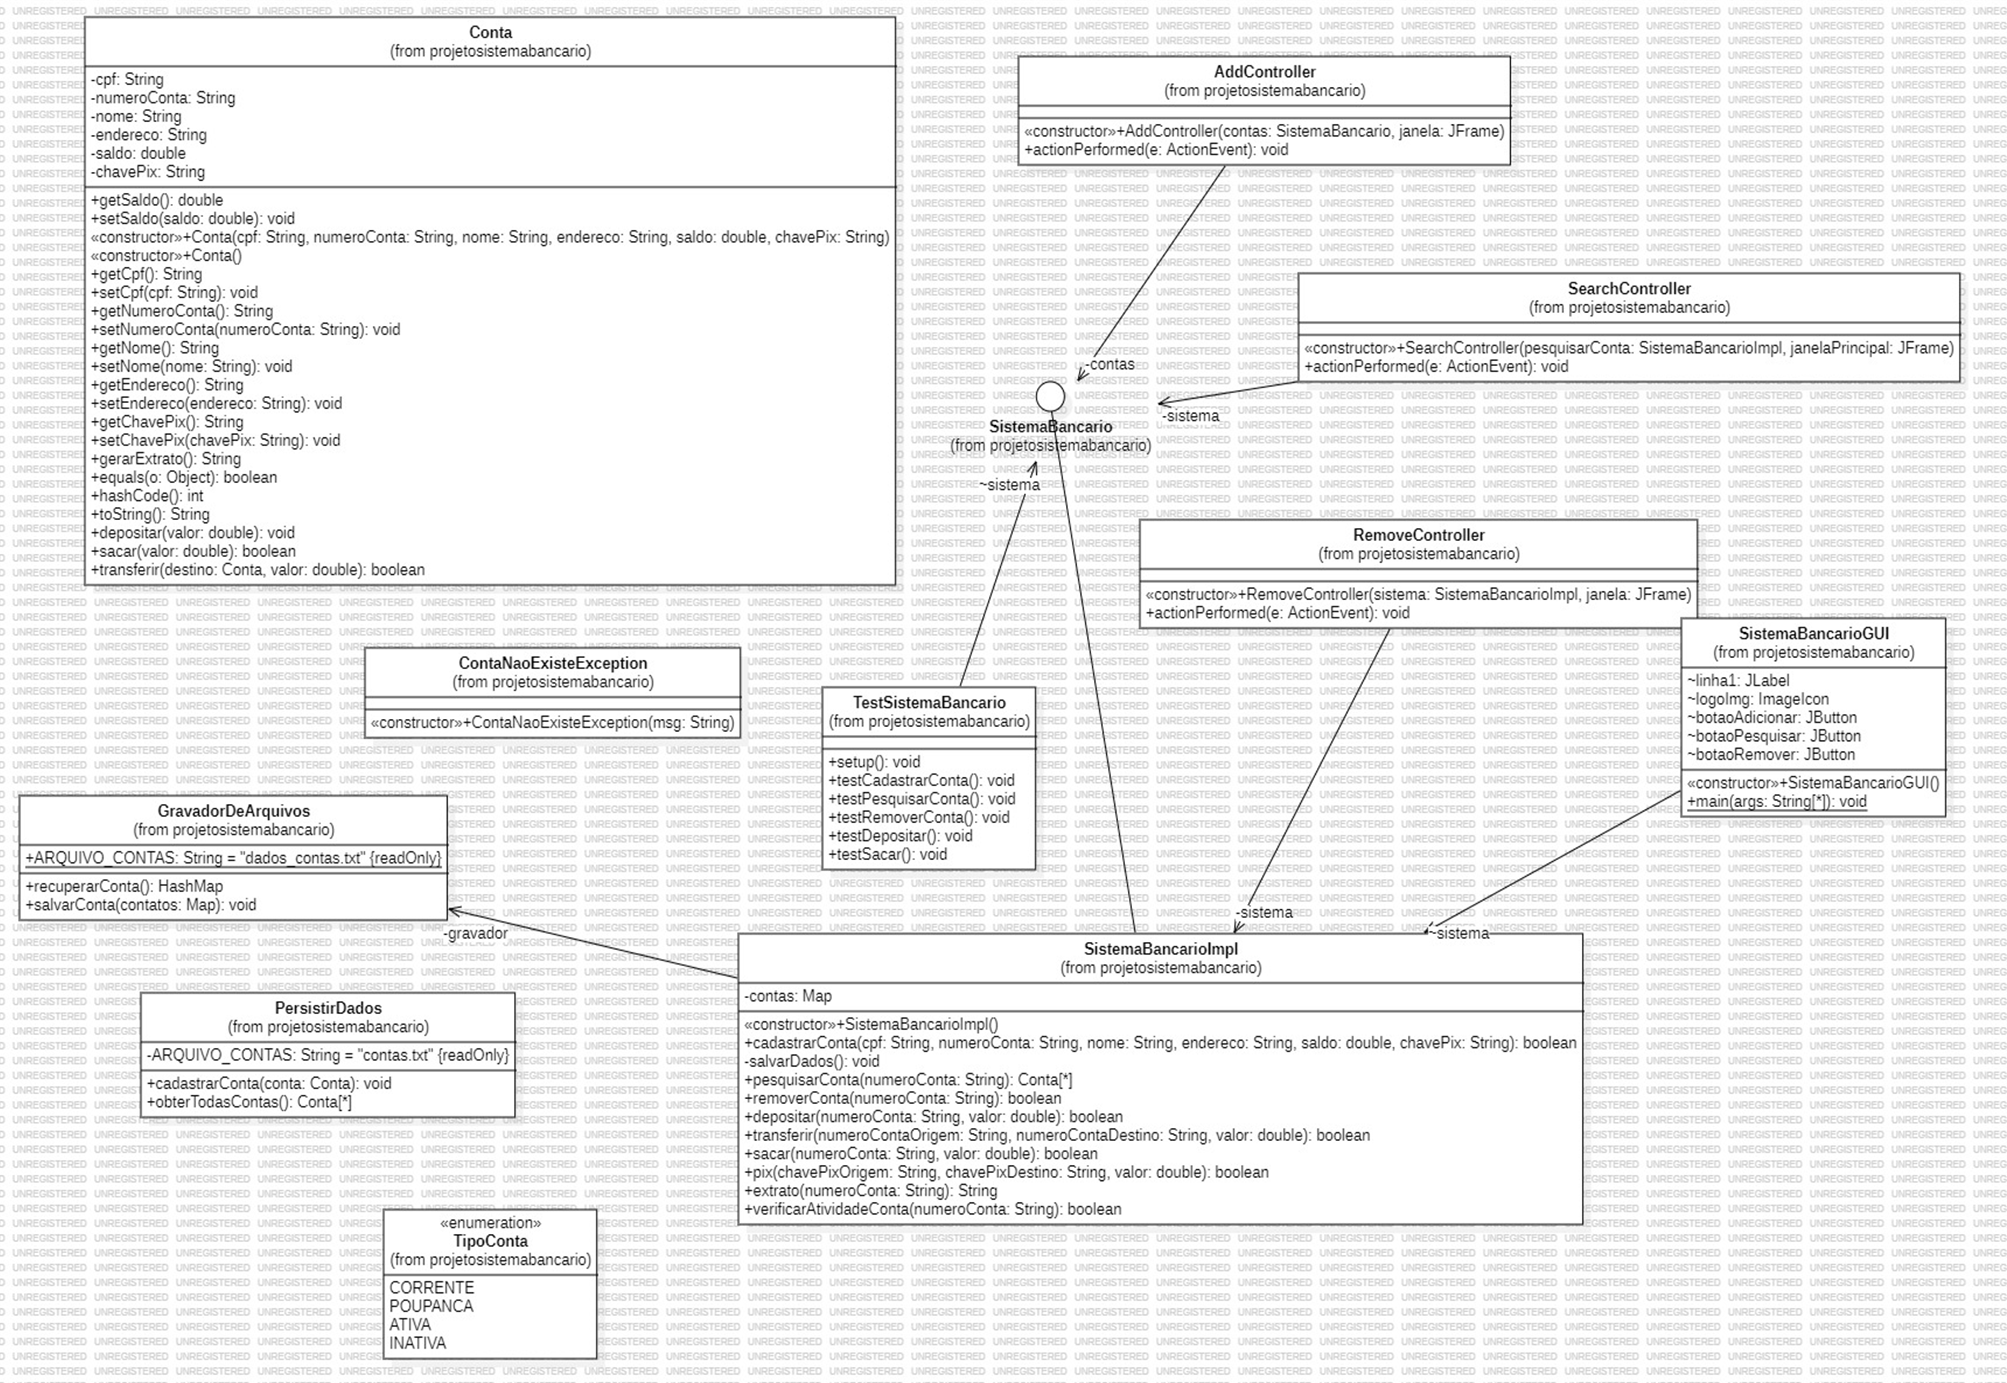 Conta
(from projetosistemabancario)
-cpf: String
-numeroConta: String
-nome: String
-endereco: String
-saldo: double
-chavePix: String
+getSaldo(): double
+setSaldo(saldo: double): void
«constructor»+Conta(cpf: String, numeroConta: String, nome: String, endereco: String, saldo: double, chavePix: String)
«constructor»+Conta()
+getCpf(): String
+setCpf(cpf: String): void
+getNumeroConta(): String
+setNumeroConta(numeroConta: String): void
+getNome(): String
+setNome(nome: String): void
+getEndereco(): String
+setEndereco(endereco: String): void
+getChavePix(): String
+setChavePix(chavePix: String): void
+gerarExtrato(): String
+equals(o: Object): boolean
+hashCode(): int
+toString(): String
+depositar(valor: double): void
+sacar(valor: double): boolean
+transferir(destino: Conta, valor: double): boolean
AddController
(from projetosistemabancario)
«constructor»+AddController(contas: SistemaBancario, janela: JFrame)
+actionPerformed(e: ActionEvent): void
SearchController
(from projetosistemabancario)
«constructor»+SearchController(pesquisarConta: SistemaBancarioImpl, janelaPrincipal: JFrame)
+actionPerformed(e: ActionEvent): void
-contas
-sistema
SistemaBancario
(from projetosistemabancario)
~sistema
RemoveController
(from projetosistemabancario)
«constructor»+RemoveController(sistema: SistemaBancarioImpl, janela: JFrame)
+actionPerformed(e: ActionEvent): void
SistemaBancarioGUI
(from projetosistemabancario)
~linha1: JLabel
~logoImg: ImageIcon
~botaoAdicionar: JButton
~botaoPesquisar: JButton
~botaoRemover: JButton
«constructor»+SistemaBancarioGUI()
+main(args: String[*]): void
ContaNaoExisteException
(from projetosistemabancario)
«constructor»+ContaNaoExisteException(msg: String)
TestSistemaBancario
(from projetosistemabancario)
+setup(): void
+testCadastrarConta(): void
+testPesquisarConta(): void
+testRemoverConta(): void
+testDepositar(): void
+testSacar(): void
GravadorDeArquivos
(from projetosistemabancario)
+ARQUIVO_CONTAS: String = "dados_contas.txt" {readOnly}
+recuperarConta(): HashMap
+salvarConta(contatos: Map): void
-gravador
-sistema
~sistema
SistemaBancarioImpl
(from projetosistemabancario)
-contas: Map
«constructor»+SistemaBancarioImpl()
+cadastrarConta(cpf: String, numeroConta: String, nome: String, endereco: String, saldo: double, chavePix: String): boolean
-salvarDados(): void
+pesquisarConta(numeroConta: String): Conta[*]
+removerConta(numeroConta: String): boolean
+depositar(numeroConta: String, valor: double): boolean
+transferir(numeroContaOrigem: String, numeroContaDestino: String, valor: double): boolean
+sacar(numeroConta: String, valor: double): boolean
+pix(chavePixOrigem: String, chavePixDestino: String, valor: double): boolean
+extrato(numeroConta: String): String
+verificarAtividadeConta(numeroConta: String): boolean
PersistirDados
(from projetosistemabancario)
-ARQUIVO_CONTAS: String = "contas.txt" {readOnly}
+cadastrarConta(conta: Conta): void
+obterTodasContas(): Conta[*]
«enumeration»
TipoConta
(from projetosistemabancario)
CORRENTE
POUPANCA
ATIVA
INATIVA
UNREGISTERED